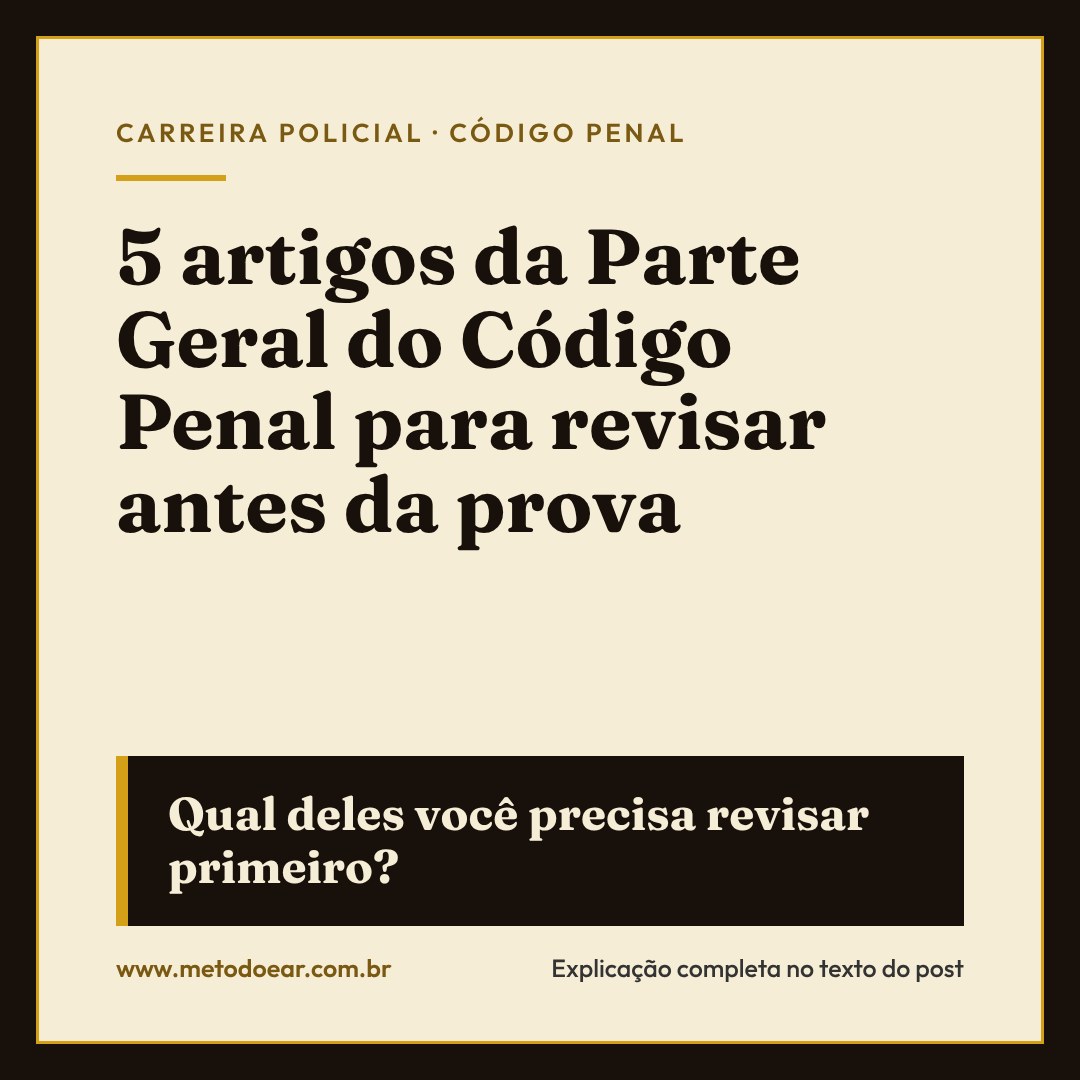 CARREIRA POLICIAL · CÓDIGO PENAL
5 artigos da Parte
Geral do Código
Penal para revisar
antes da prova
Qual deles você precisa revisar
primeiro?
www.metodoear.com.br
Explicação completa no texto do post